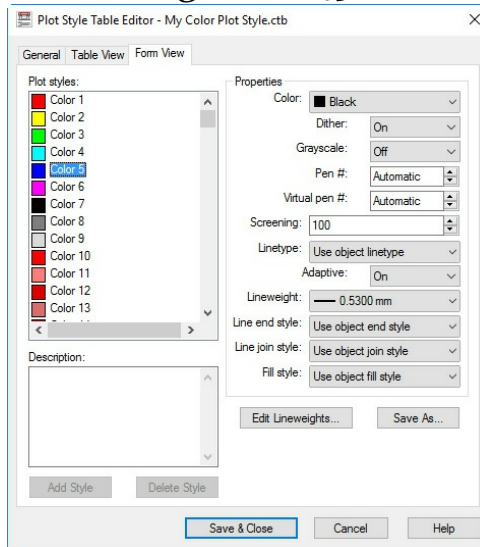 Plot Style Table Editor - My Color Plot Style.ctb
General Table View Form View
Plot styles:
Color 1
Color 2
Color 3
Color 4
Color 5
Color 6
Color 7
Color 8
Color 9
Color 10
Color 11
Color 12
Color 13
Description:
Add Style Delete Style
Properties
Color: Black
Dither: On
Grayscale: Off
Pen #: Automatic
Virtual pen #: Automatic
Screening: 100
Linetype: Use object linetype
Adaptive: On
Lineweight: 0.5300 mm
Line end style: Use object end style
Line join style: Use object join style
Fill style: Use object fill style
Edit Lineweights... Save As...
Save & Close Cancel Help